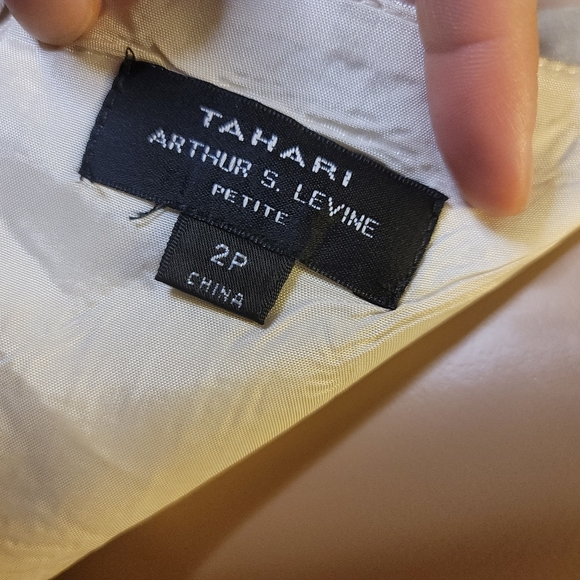 TAHARI
ARTHUR S. LEVINE
PETITE
2P
CHINA